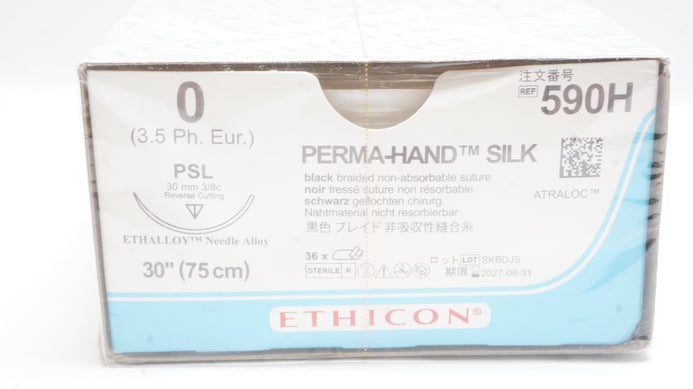 0
(3.5 Ph. Eur.)
PSL
30 mm 3/8c
Reverse Cutting
ETHALLOY™ Needle Alloy
30" (75 cm)
注文番号
REF 590H
PERMA-HAND™ SILK
black braided non-absorbable suture
noir tressé suture non résorbable
schwarz geflochten chirurg.
Nahtmaterial nicht resorbierbar
黒色 ブレイド 非吸収性縫合糸
ATRALOC™
36 x
STERILE R
ロット LOT SKBDJS
期限 2027-08-31
ETHICON®